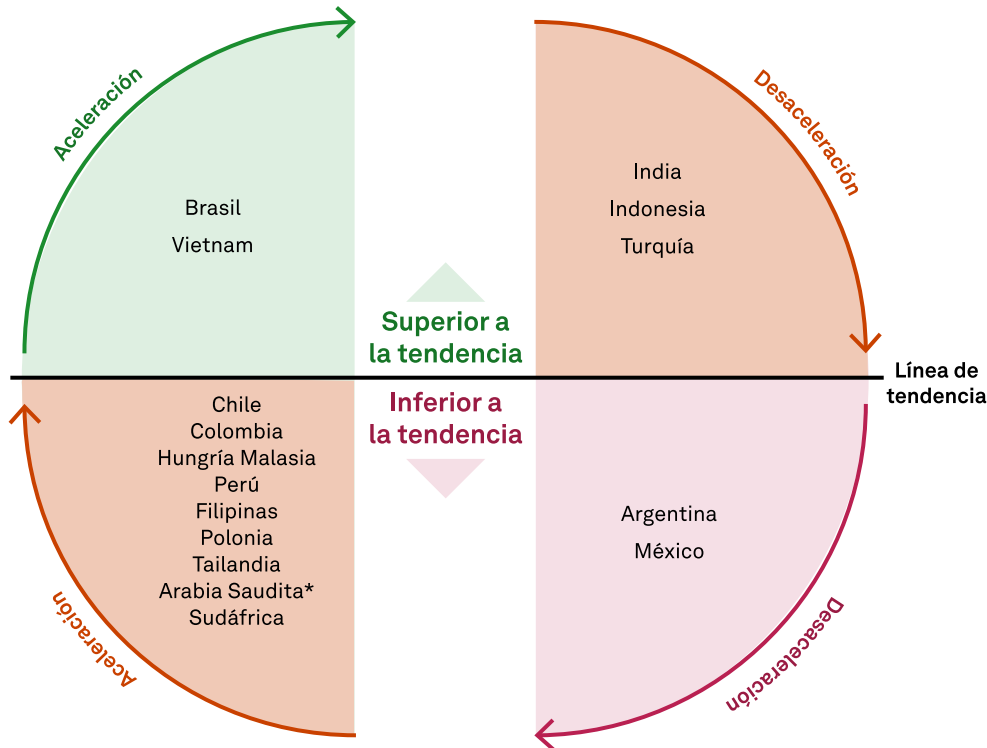 Aceleración
Brasil
Vietnam
Desaceleración
India
Indonesia
Turquía
Superior a
la tendencia
Línea de
tendencia
Inferior a
la tendencia
Chile
Colombia
Hungría Malasia
Perú
Filipinas
Polonia
Tailandia
Arabia Saudita*
Sudáfrica
Aceleración
Argentina
México
Desaceleración